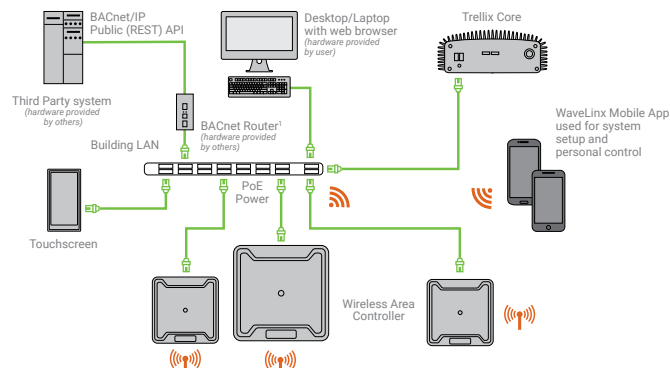 BACnet/IP
Public (REST) API
Desktop/Laptop
with web browser
(hardware provided
by user)
Trellix Core
Third Party system
(hardware provided
by others)
BACnet Router¹
(hardware provided
by others)
Building LAN
WaveLinx Mobile App
used for system
setup and
personal control
PoE
Power
Touchscreen
Wireless Area
Controller